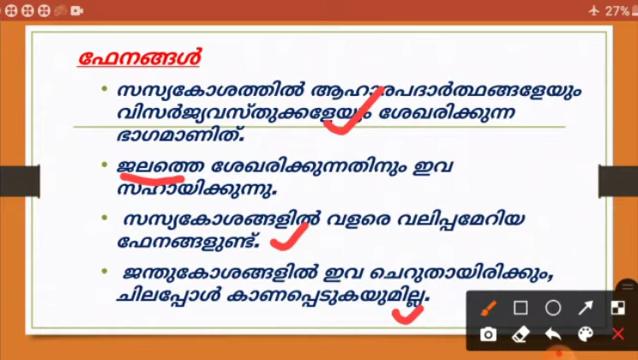 27%
ഫേനങ്ങൾ
• സസ്യകോശത്തിൽ ആഹാരപദാർത്ഥങ്ങളേയും
വിസർജ്യവസ്തുക്കളേയും ശേഖരിക്കുന്ന
ഭാഗമാണിത്.
• ജലത്തെ ശേഖരിക്കുന്നതിനും ഇവ
സഹായിക്കുന്നു.
• സസ്യകോശങ്ങളിൽ വളരെ വലിപ്പമേറിയ
ഫേനങ്ങളുണ്ട്.
• ജന്തുകോശങ്ങളിൽ ഇവ ചെറുതായിരിക്കും,
ചിലപ്പോൾ കാണപ്പെടുകയുമില്ല.